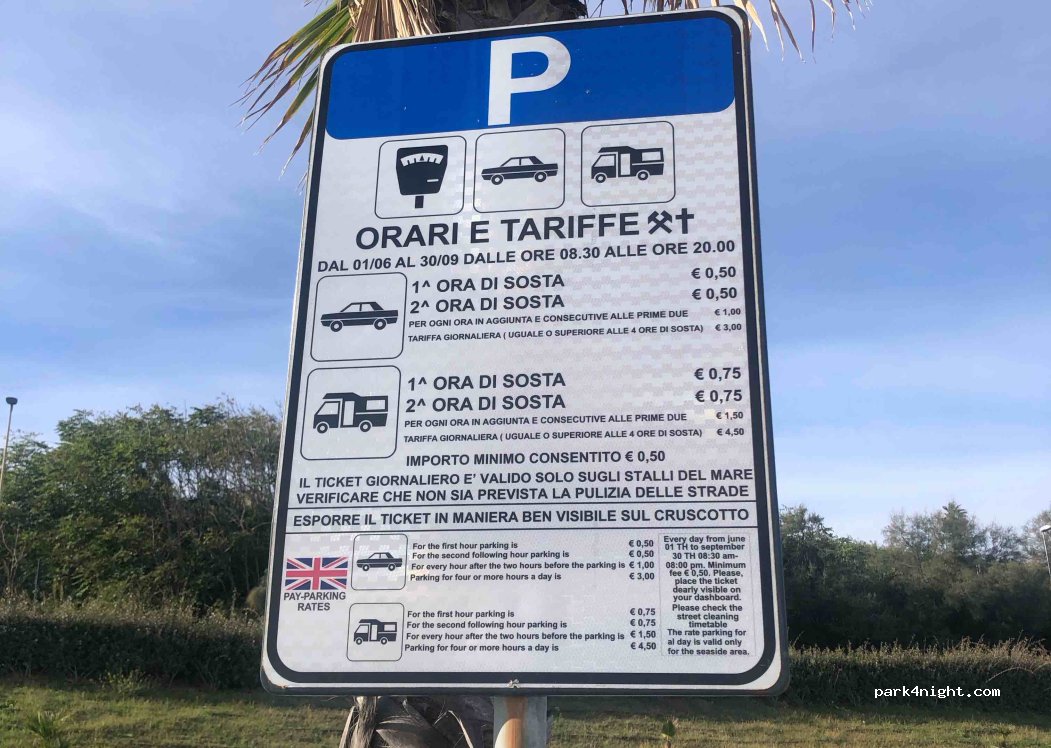 P
ORARI E TARIFFE
DAL 01/06 AL 30/09 DALLE ORE 08.30 ALLE ORE 20.00
1^ ORA DI SOSTA € 0,50
2^ ORA DI SOSTA € 0,50
PER OGNI ORA IN AGGIUNTA E CONSECUTIVE ALLE PRIME DUE € 1,00
TARIFFA GIORNALIERA ( UGUALE O SUPERIORE ALLE 4 ORE DI SOSTA) € 3,00
1^ ORA DI SOSTA € 0,75
2^ ORA DI SOSTA € 0,75
PER OGNI ORA IN AGGIUNTA E CONSECUTIVE ALLE PRIME DUE € 1,50
TARIFFA GIORNALIERA ( UGUALE O SUPERIORE ALLE 4 ORE DI SOSTA) € 4,50
IMPORTO MINIMO CONSENTITO € 0,50
IL TICKET GIORNALIERO E' VALIDO SOLO SUGLI STALLI DEL MARE
VERIFICARE CHE NON SIA PREVISTA LA PULIZIA DELLE STRADE
ESPORRE IL TICKET IN MANIERA BEN VISIBILE SUL CRUSCOTTO
PAY-PARKING
RATES
For the first hour parking is € 0,50
For the second following hour parking is € 0,50
For every hour after the two hours before the parking is € 1,00
Parking for four or more hours a day is € 3,00
For the first hour parking is € 0,75
For the second following hour parking is € 0,75
For every hour after the two hours before the parking is € 1,50
Parking for four or more hours a day is € 4,50
Every day from june
01 TH to september
30 TH 08:30 am-
08:00 pm. Minimum
fee € 0,50. Please,
place the ticket
dearly visible on
your dashboard.
Please check the
street cleaning
timetable
The rate parking for
al day is valid only
for the seaside area.
park4night.com